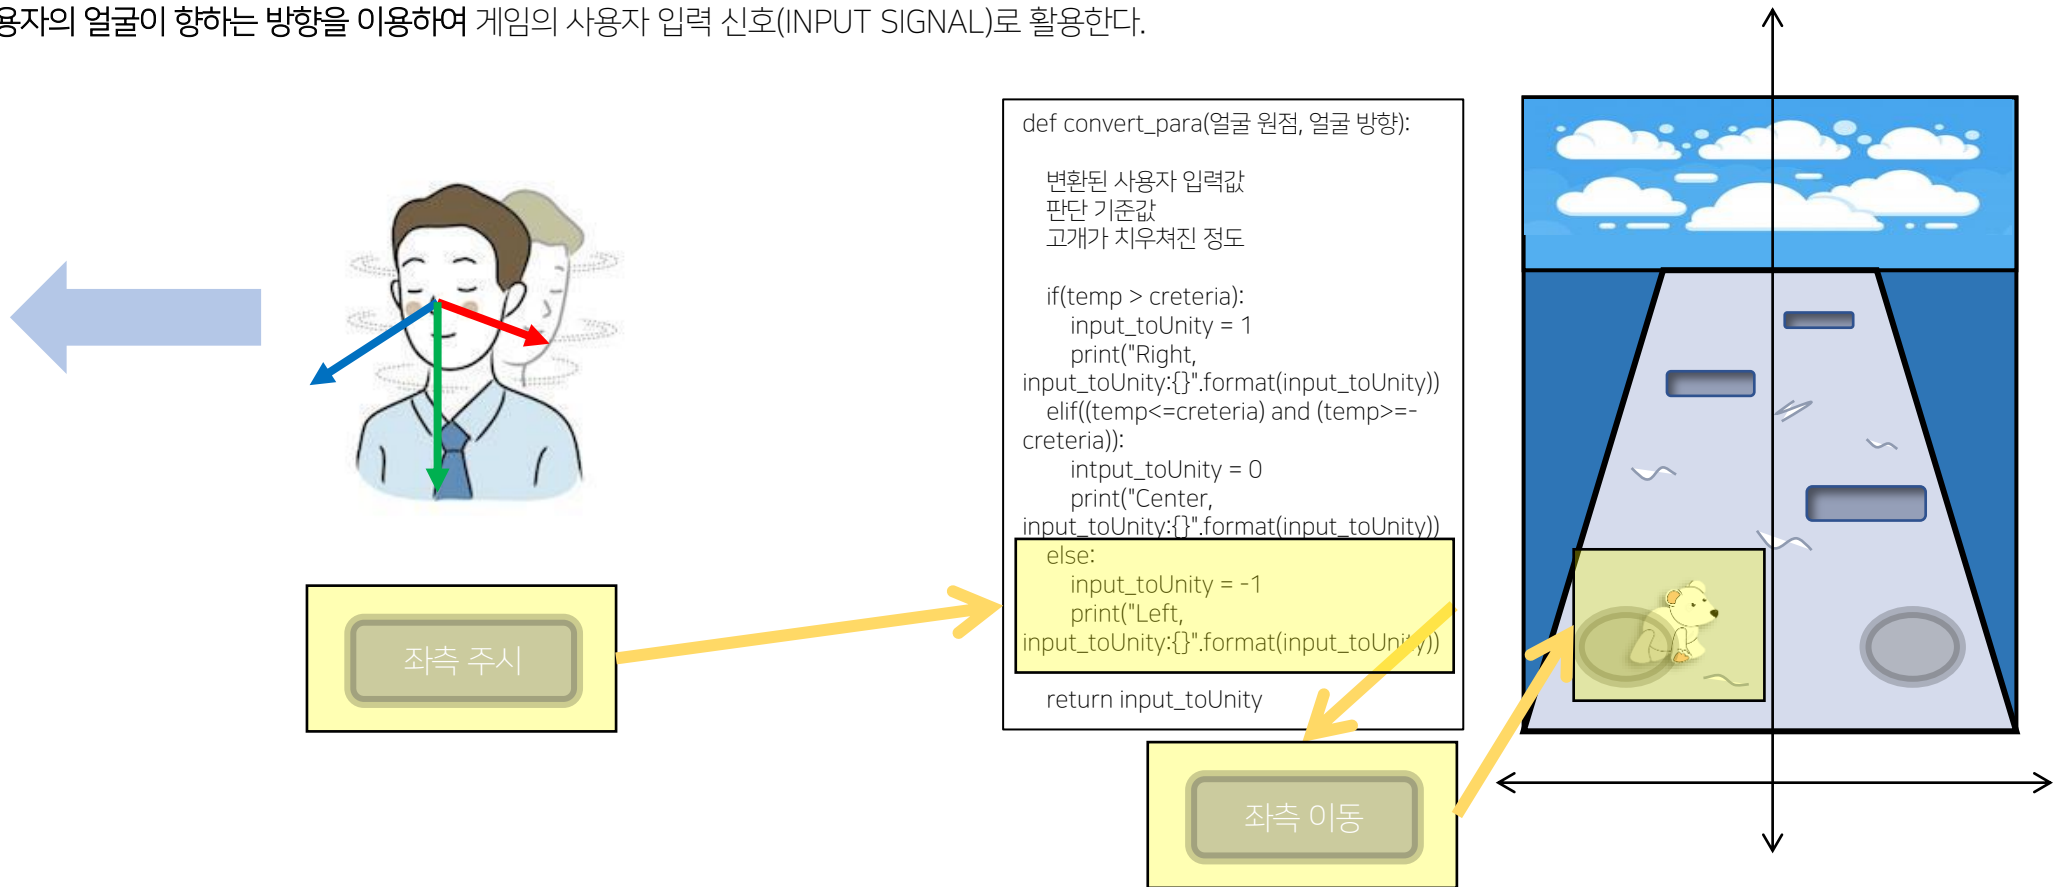 용자의 얼굴이 향하는 방향을 이용하여 게임의 사용자 입력 신호(INPUT SIGNAL)로 활용한다.
def convert_para(얼굴 원점, 얼굴 방향):
변환된 사용자 입력값
판단 기준값
고개가 치우쳐진 정도
if(temp > creteria):
input_toUnity = 1
print("Right,
input_toUnity:{}".format(input_toUnity))
elif((temp<=creteria) and (temp>=-
creteria)):
intput_toUnity = 0
print("Center,
input_toUnity:{}".format(input_toUnity))
else:
input_toUnity = -1
print("Left,
input_toUnity:{}".format(input_toUnity))
return input_toUnity
좌측 주시
좌측 이동